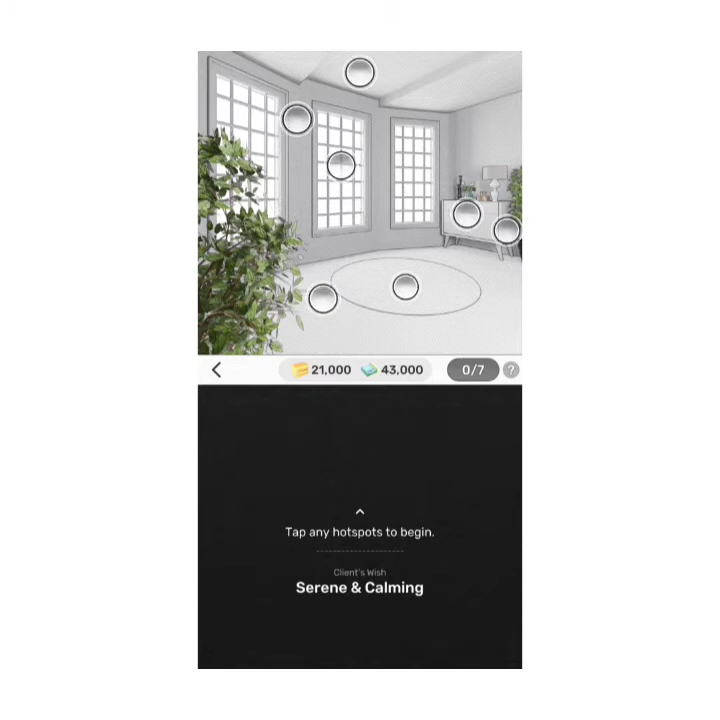 21,000 43,000 0/7 ?
Tap any hotspots to begin.
Client's Wish
Serene & Calming